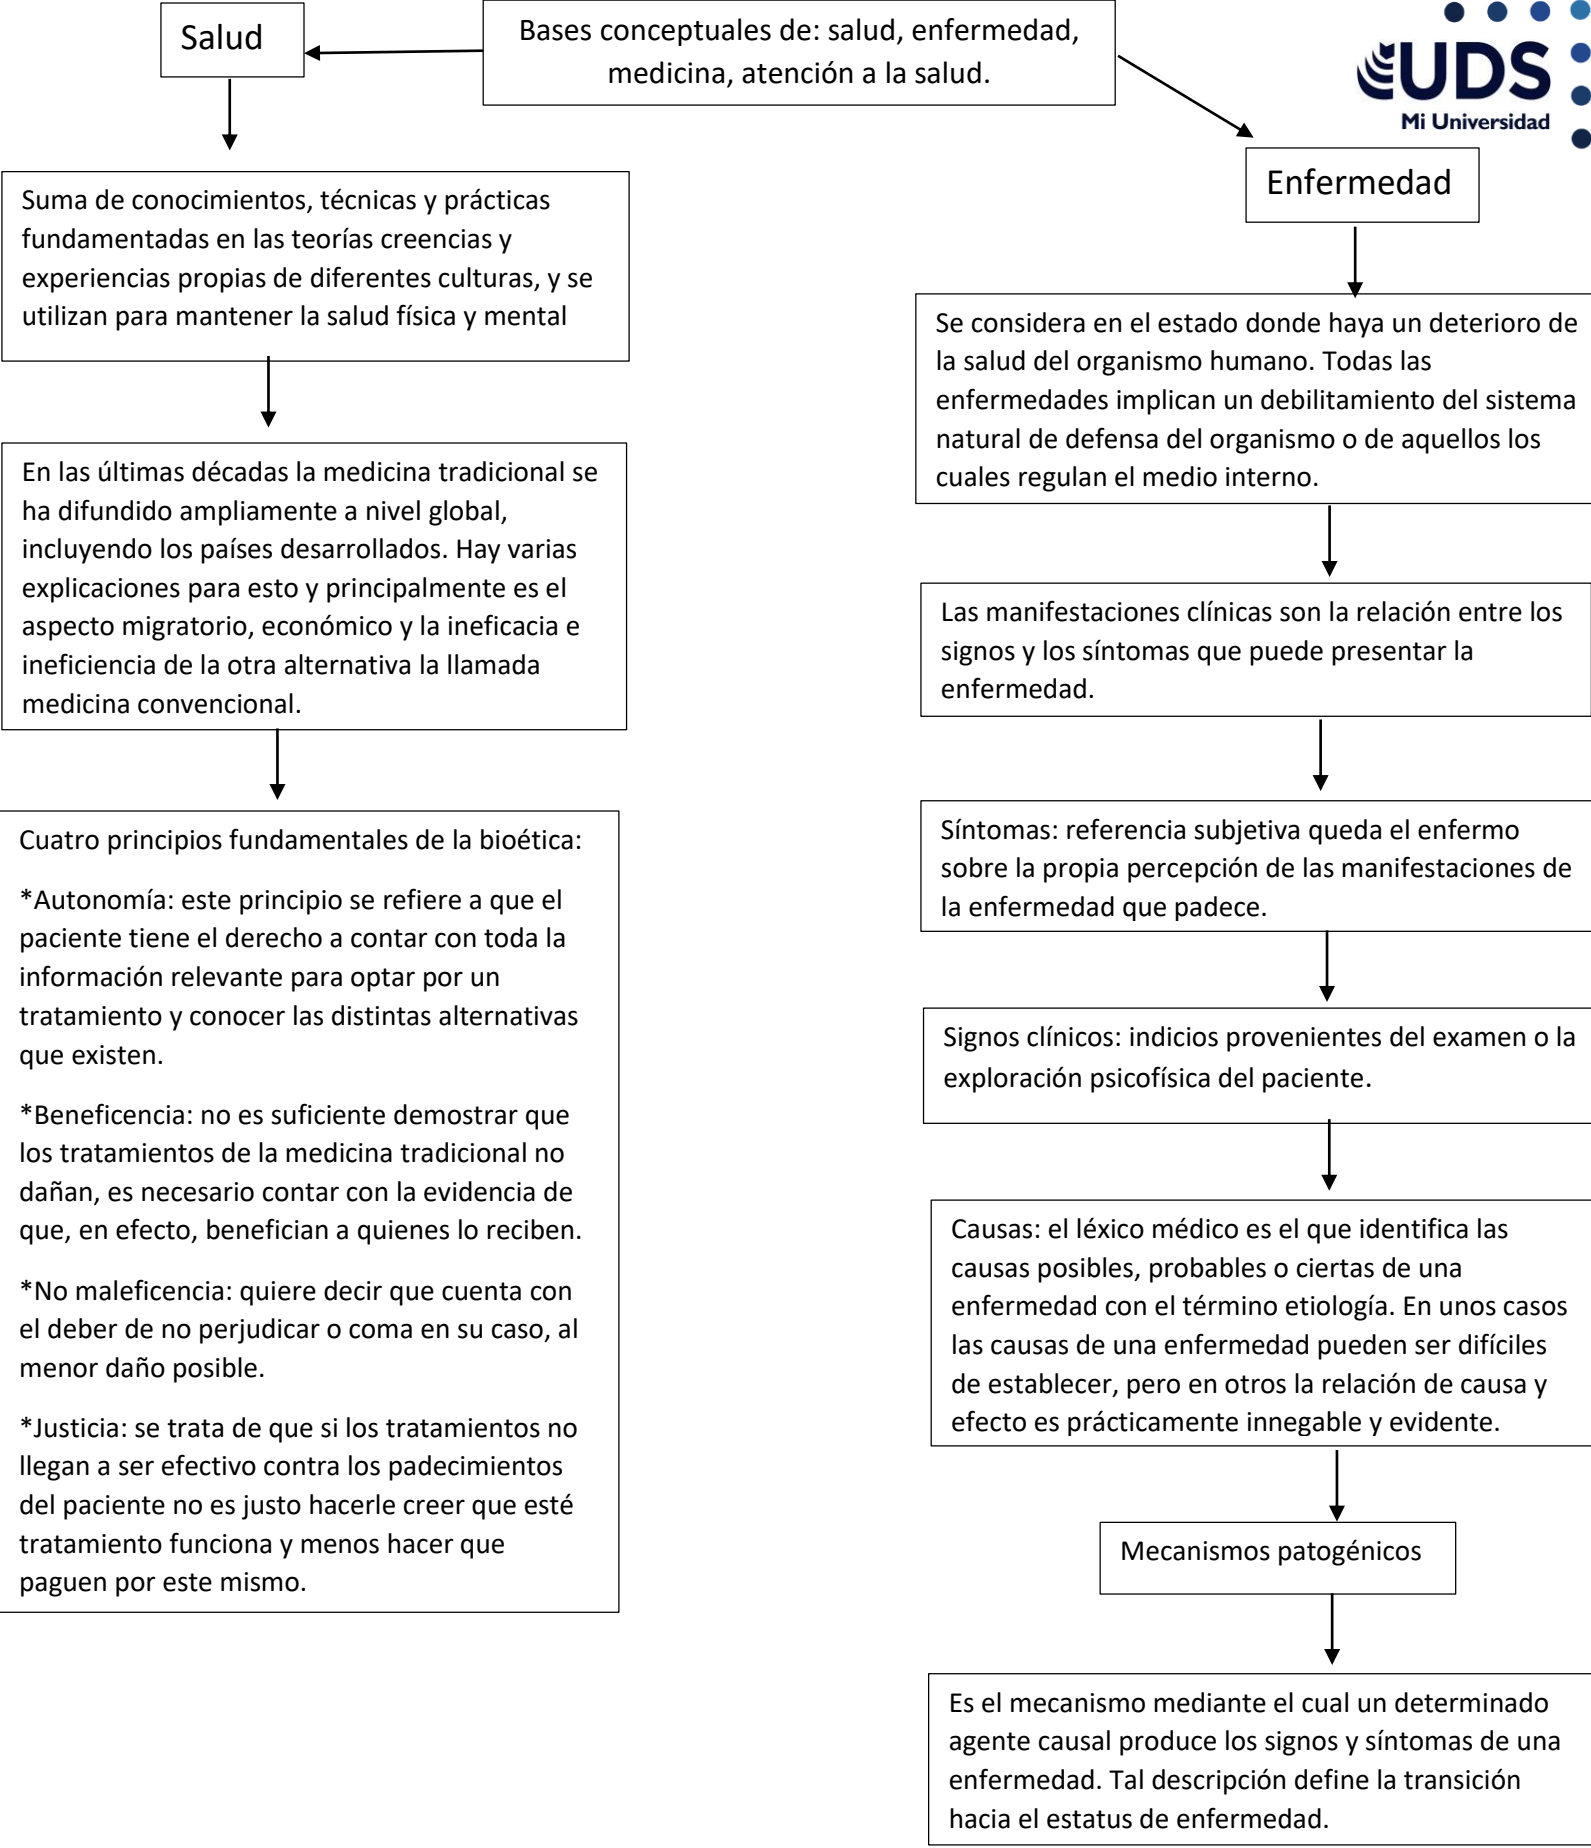 Salud
Bases conceptuales de: salud, enfermedad,
medicina, atención a la salud.
UDS
Mi Universidad
Suma de conocimientos, técnicas y prácticas
fundamentadas en las teorías creencias y
experiencias propias de diferentes culturas, y se
utilizan para mantener la salud física y mental
En las últimas décadas la medicina tradicional se
ha difundido ampliamente a nivel global,
incluyendo los países desarrollados. Hay varias
explicaciones para esto y principalmente es el
aspecto migratorio, económico y la ineficacia e
ineficiencia de la otra alternativa la llamada
medicina convencional.
Cuatro principios fundamentales de la bioética:
*Autonomía: este principio se refiere a que el
paciente tiene el derecho a contar con toda la
información relevante para optar por un
tratamiento y conocer las distintas alternativas
que existen.
*Beneficencia: no es suficiente demostrar que
los tratamientos de la medicina tradicional no
dañan, es necesario contar con la evidencia de
que, en efecto, benefician a quienes lo reciben.
*No maleficencia: quiere decir que cuenta con
el deber de no perjudicar o coma en su caso, al
menor daño posible.
*Justicia: se trata de que si los tratamientos no
llegan a ser efectivo contra los padecimientos
del paciente no es justo hacerle creer que esté
tratamiento funciona y menos hacer que
paguen por este mismo.
Enfermedad
Se considera en el estado donde haya un deterioro de
la salud del organismo humano. Todas las
enfermedades implican un debilitamiento del sistema
natural de defensa del organismo o de aquellos los
cuales regulan el medio interno.
Las manifestaciones clínicas son la relación entre los
signos y los síntomas que puede presentar la
enfermedad.
Síntomas: referencia subjetiva queda el enfermo
sobre la propia percepción de las manifestaciones de
la enfermedad que padece.
Signos clínicos: indicios provenientes del examen o la
exploración psicofísica del paciente.
Causas: el léxico médico es el que identifica las
causas posibles, probables o ciertas de una
enfermedad con el término etiología. En unos casos
las causas de una enfermedad pueden ser difíciles
de establecer, pero en otros la relación de causa y
efecto es prácticamente innegable y evidente.
Mecanismos patogénicos
Es el mecanismo mediante el cual un determinado
agente causal produce los signos y síntomas de una
enfermedad. Tal descripción define la transición
hacia el estatus de enfermedad.